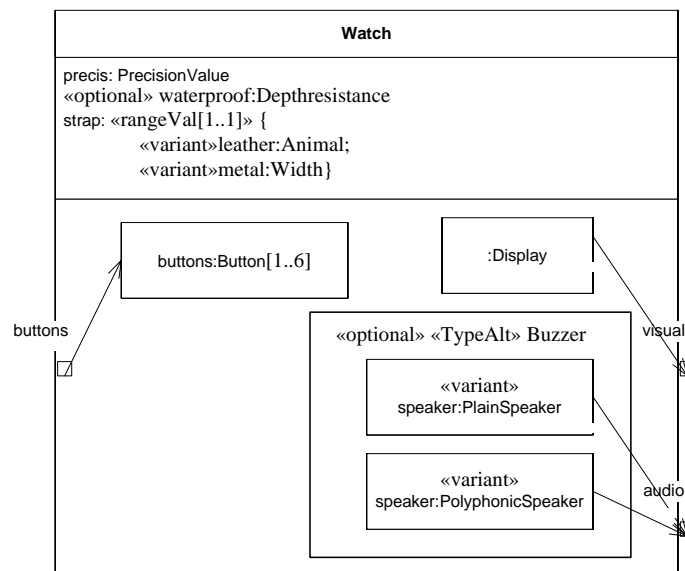 Watch
precis: PrecisionValue
«optional» waterproof:Depthresistance
strap: «rangeVal[1..1]» {
«variant»leather:Animal;
«variant»metal:Width}
buttons:Button[1..6]
:Display
buttons
visual
«optional» «TypeAlt» Buzzer
«variant»
speaker:PlainSpeaker
«variant»
speaker:PolyphonicSpeaker
audio